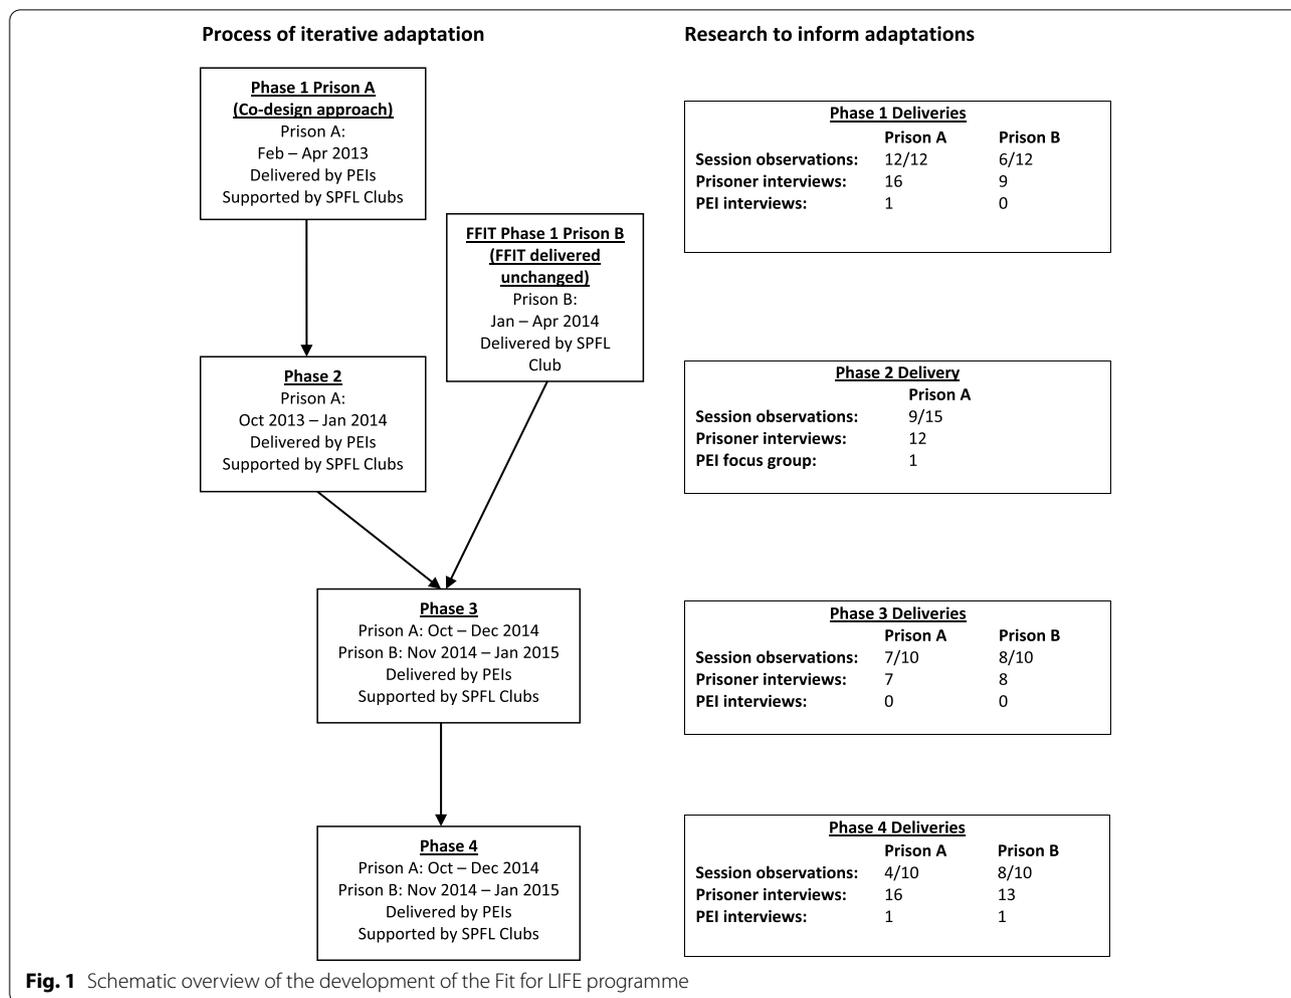 Process of iterative adaptation
Research to inform adaptations
Phase 1 Prison A
(Co-design approach)
Prison A:
Feb – Apr 2013
Delivered by PEIs
Supported by SPFL Clubs
FFIT Phase 1 Prison B
(FFIT delivered
unchanged)
Prison B:
Jan – Apr 2014
Delivered by SPFL
Club
Phase 2
Prison A:
Oct 2013 – Jan 2014
Delivered by PEIs
Supported by SPFL Clubs
Phase 3
Prison A: Oct – Dec 2014
Prison B: Nov 2014 – Jan 2015
Delivered by PEIs
Supported by SPFL Clubs
Phase 4
Prison A: Oct – Dec 2014
Prison B: Nov 2014 – Jan 2015
Delivered by PEIs
Supported by SPFL Clubs
Phase 1 Deliveries
Prison A Prison B
Session observations: 12/12 6/12
Prisoner interviews: 16 9
PEI interviews: 1 0
Phase 2 Delivery
Prison A
Session observations: 9/15
Prisoner interviews: 12
PEI focus group: 1
Phase 3 Deliveries
Prison A Prison B
Session observations: 7/10 8/10
Prisoner interviews: 7 8
PEI interviews: 0 0
Phase 4 Deliveries
Prison A Prison B
Session observations: 4/10 8/10
Prisoner interviews: 16 13
PEI interviews: 1 1
Fig. 1 Schematic overview of the development of the Fit for LIFE programme